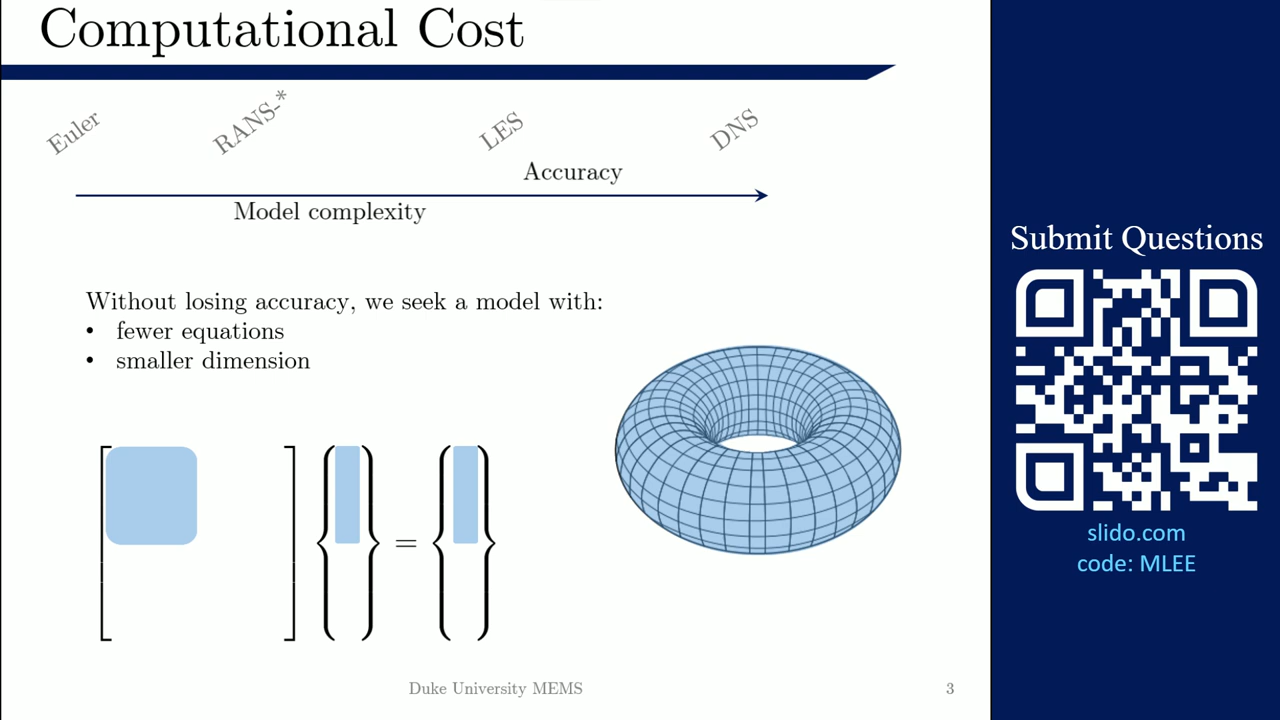 Computational Cost
Euler
RANS-*
LES
DNS
Accuracy
Model complexity
Without losing accuracy, we seek a model with:
• fewer equations
• smaller dimension
=
Duke University MEMS
3
Submit Questions
slido.com
code: MLEE